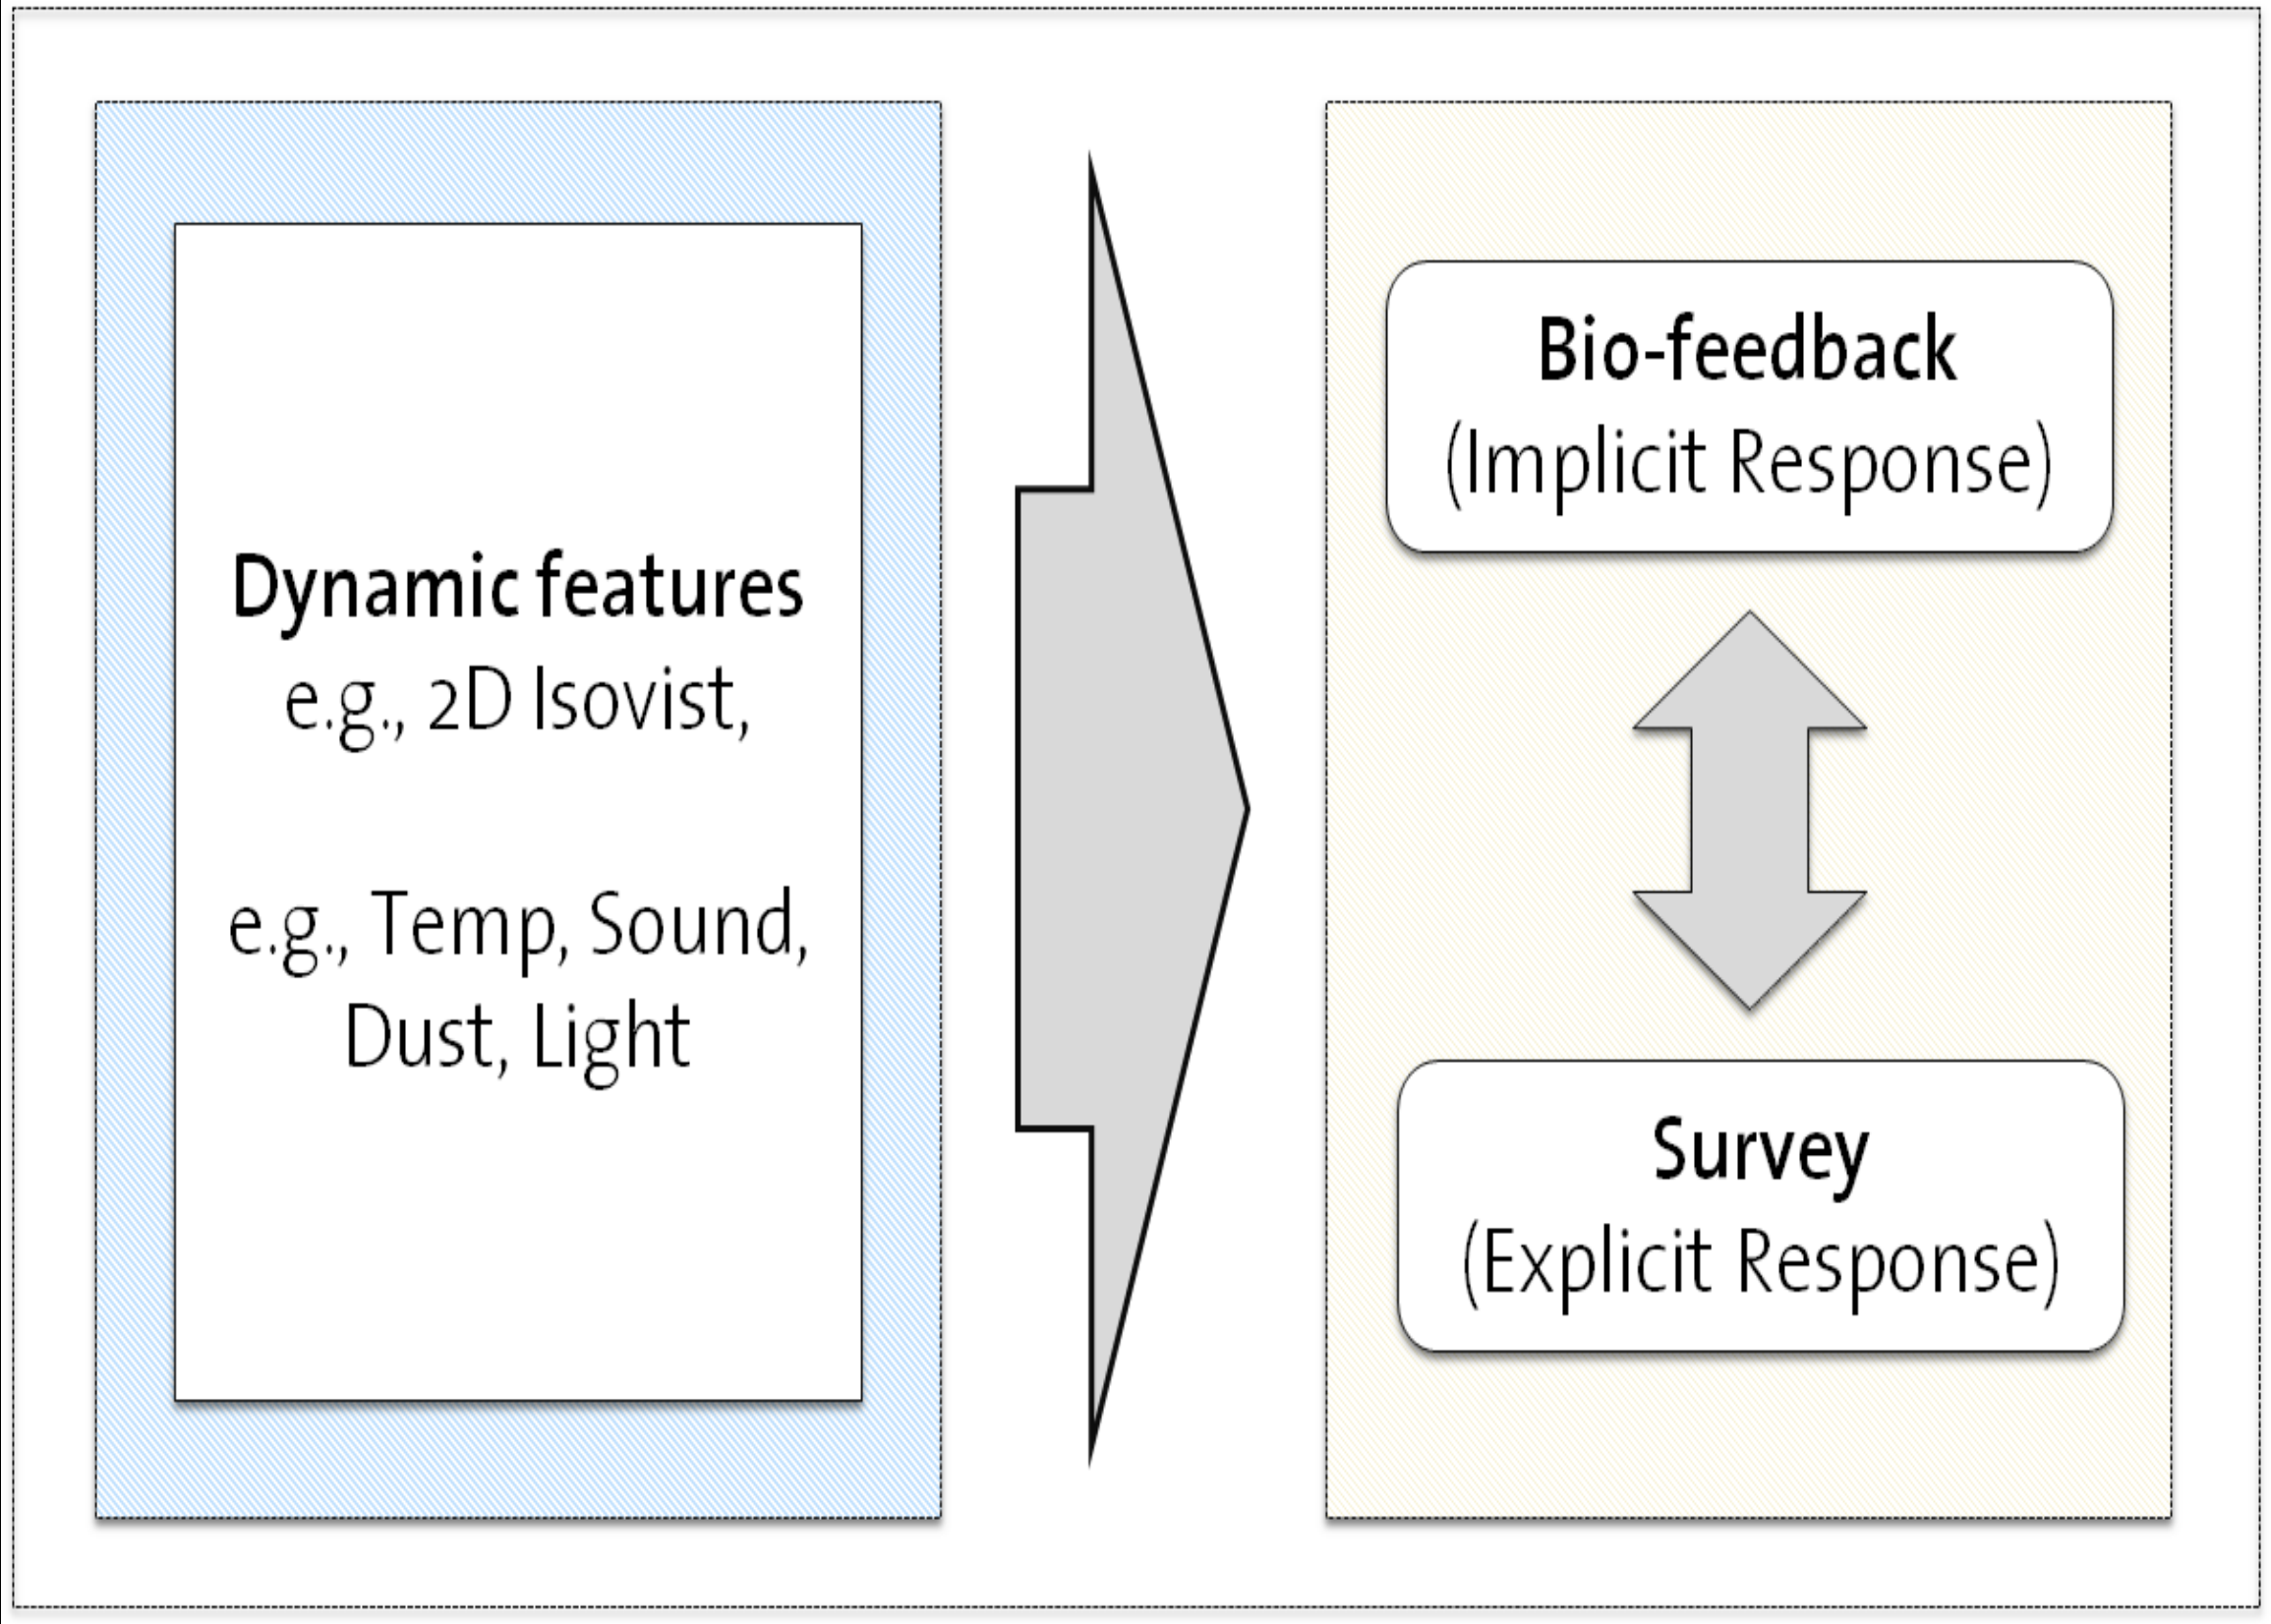 Dynamic features
e.g., 2D Isovist,
e.g., Temp, Sound,
Dust, Light
Bio-feedback
(Implicit Response)
Survey
(Explicit Response)